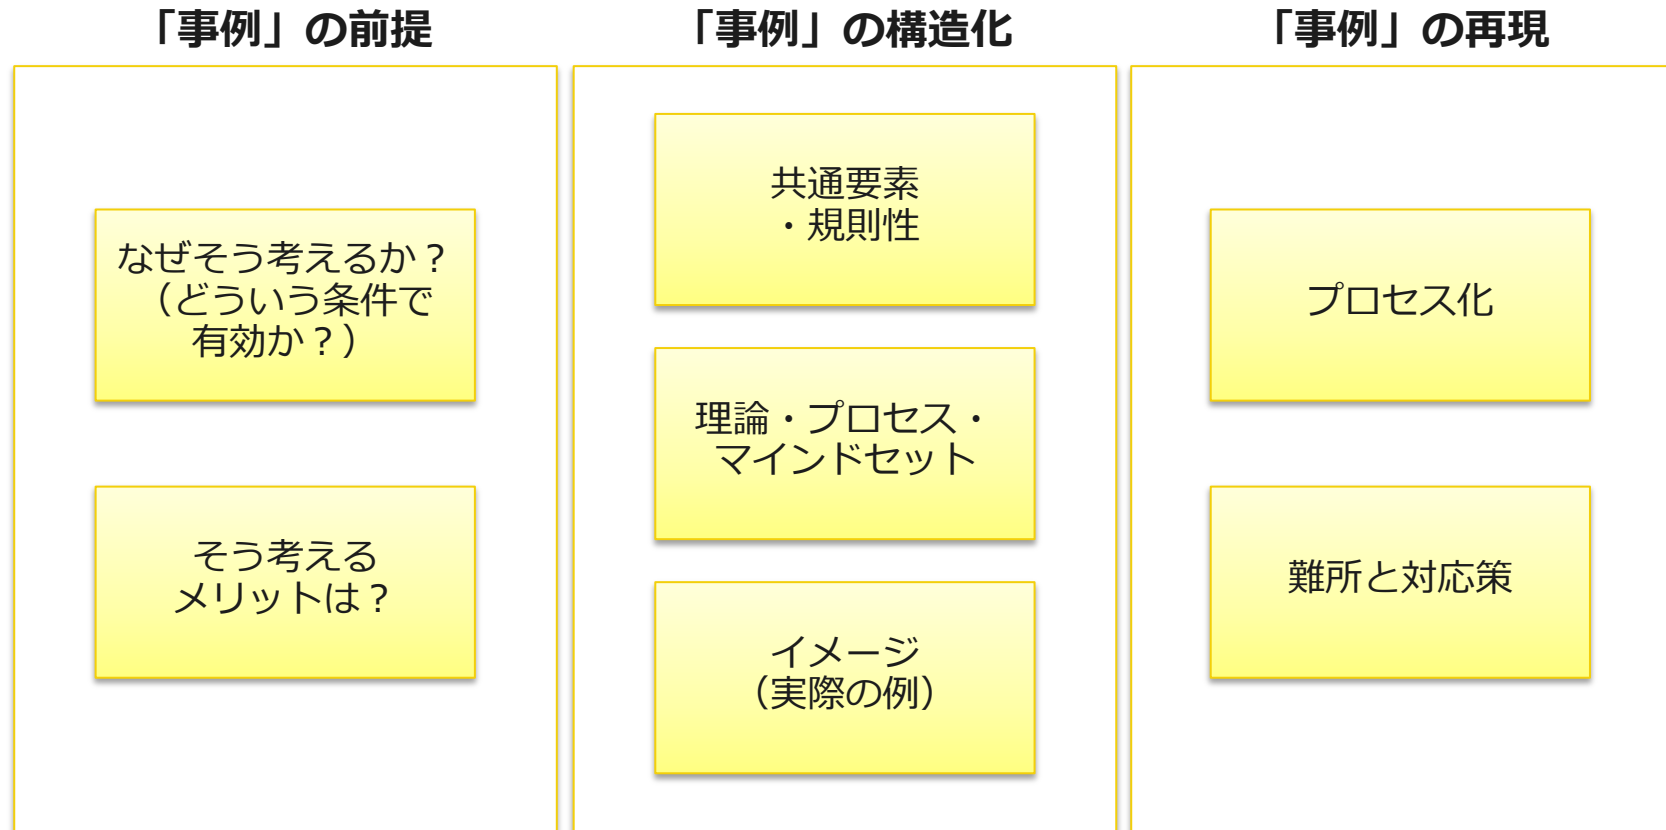 「事例」の前提
なぜそう考えるか？
（どういう条件で
有効か？）
そう考える
メリットは？
「事例」の構造化
共通要素
・規則性
理論・プロセス・
マインドセット
イメージ
（実際の例）
「事例」の再現
プロセス化
難所と対応策